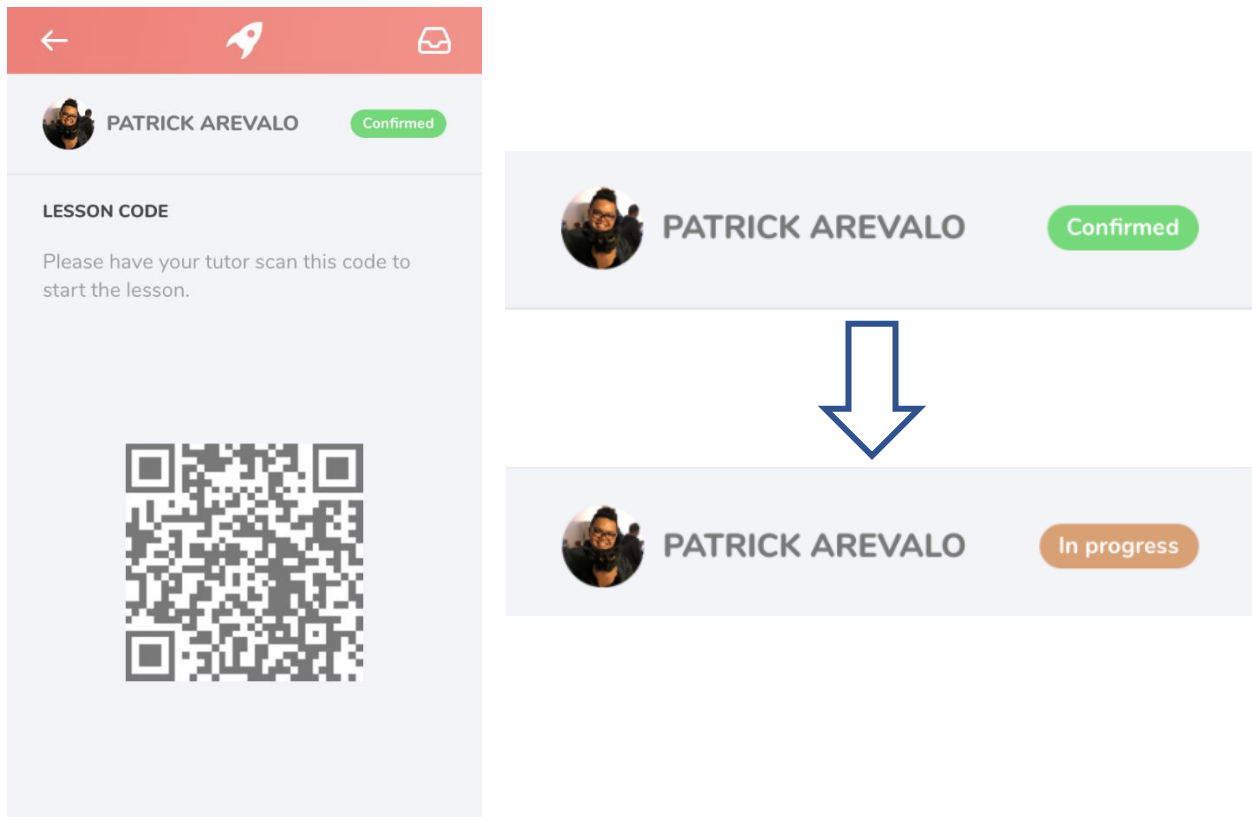 PATRICK AREVALO Confirmed
LESSON CODE
Please have your tutor scan this code to
start the lesson.
PATRICK AREVALO Confirmed
PATRICK AREVALO In progress